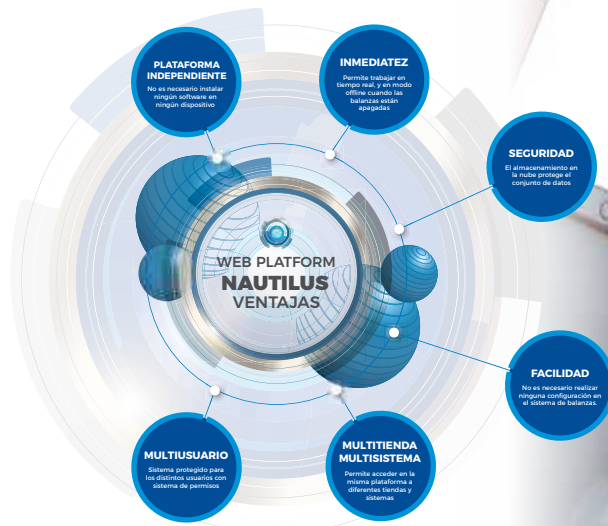 PLATAFORMA
INDEPENDIENTE
No es necesario instalar
ningún software en
ningún dispositivo
INMEDIATEZ
Permite trabajar en
tiempo real, y en modo
offline cuando las
balanzas están
apagadas
SEGURIDAD
El almacenamiento en
la nube protege el
conjunto de datos
WEB PLATFORM
NAUTILUS
VENTAJAS
FACILIDAD
No es necesario realizar
ninguna configuración en
el sistema de balanzas.
MULTIUSUARIO
Sistema protegido para
los distintos usuarios con
sistema de permisos
MULTITIENDA
MULTISISTEMA
Permite acceder en la
misma plataforma a
diferentes tiendas y
sistemas